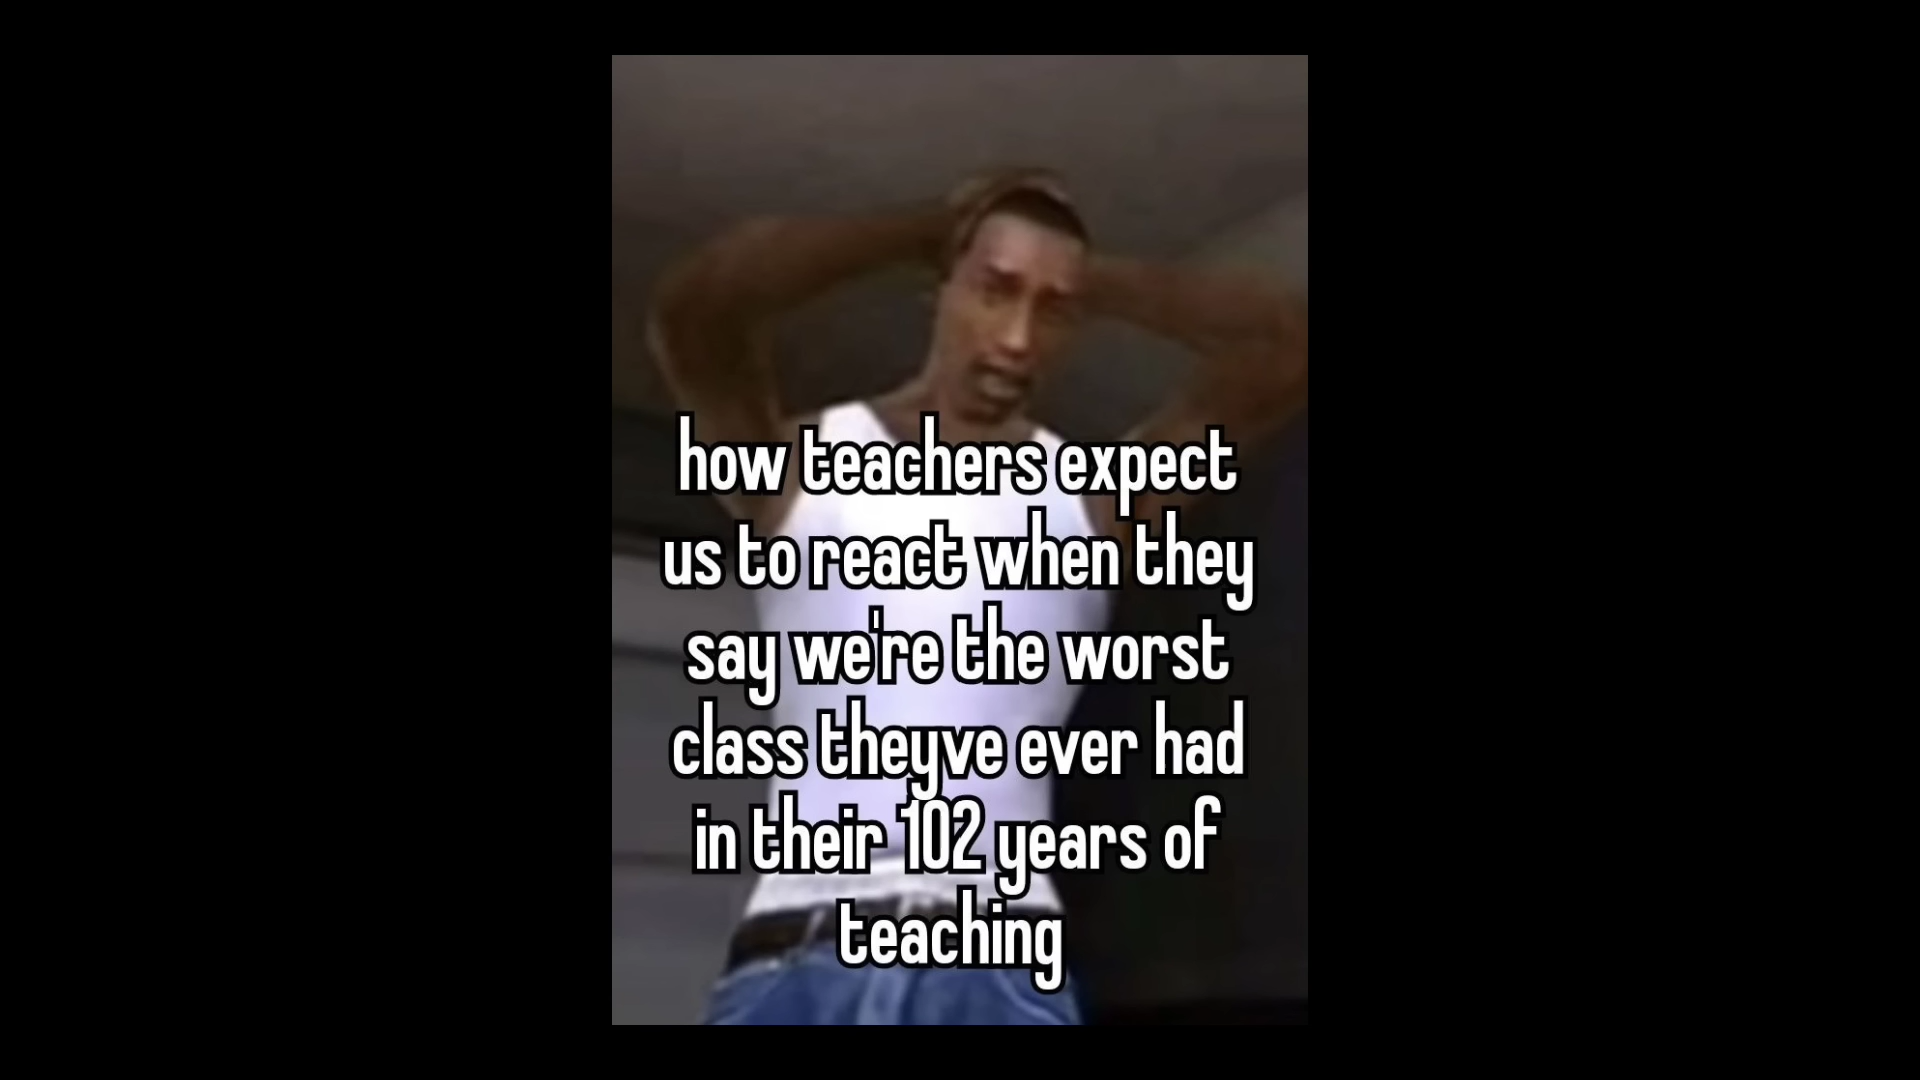 how teachers expect
us to react when they
say we're the worst
class theyve ever had
in their 102 years of
teaching